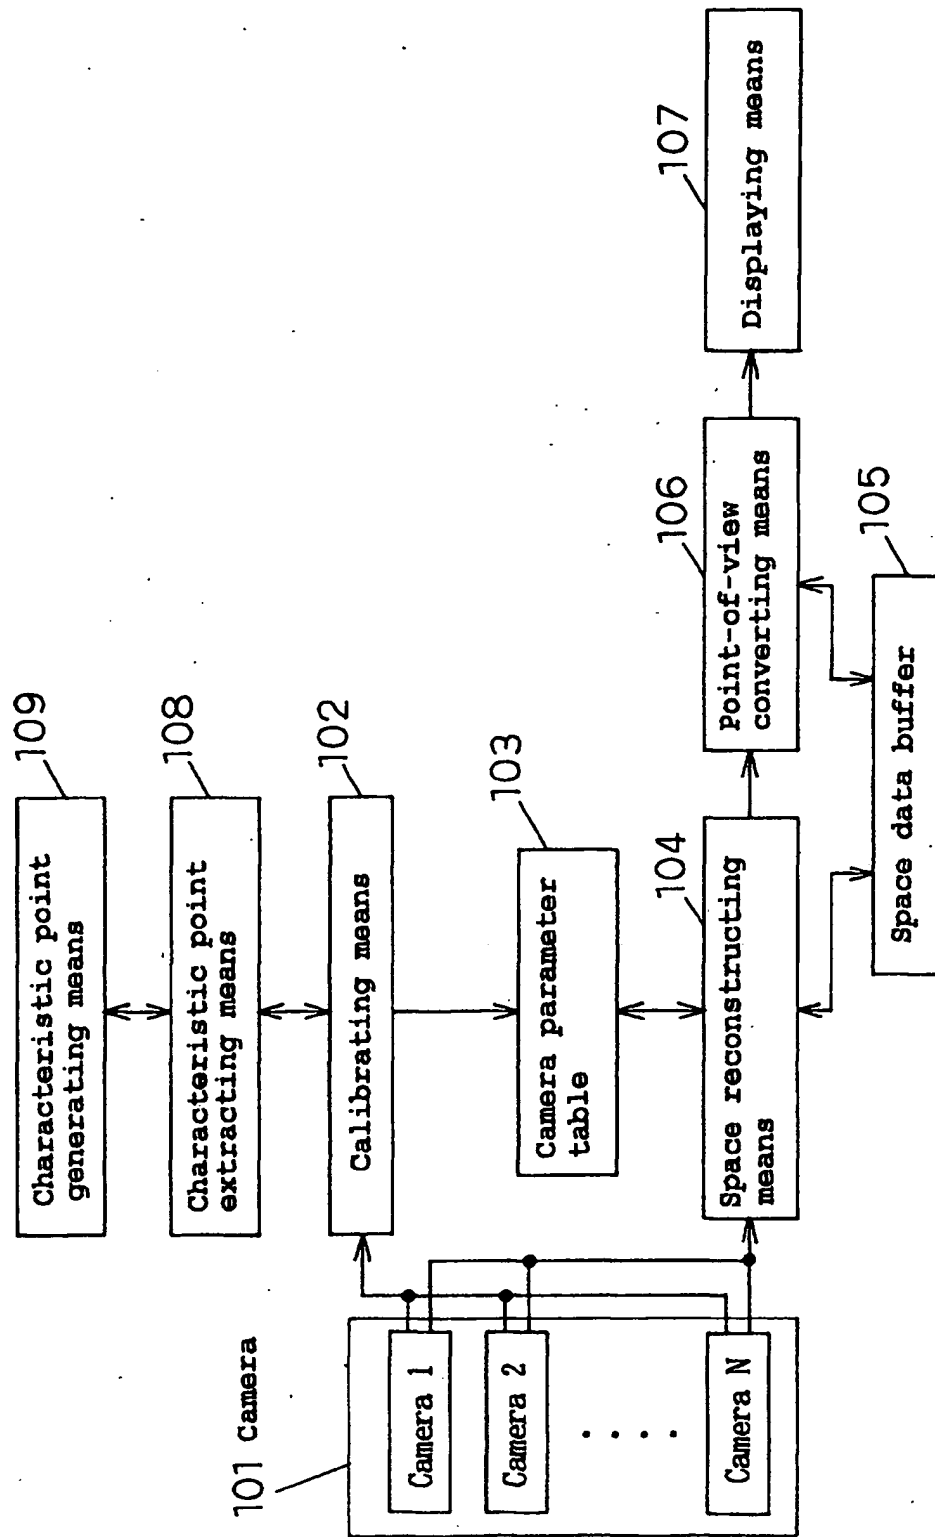 109
Characteristic point
generating means
108
Characteristic point
extracting means
102
Calibrating means
103
Camera parameter
table
101 Camera
Camera 1
Camera 2
Camera N
104
Space reconstructing
means
106
Point-of-view
converting means
107
Displaying means
105
Space data buffer